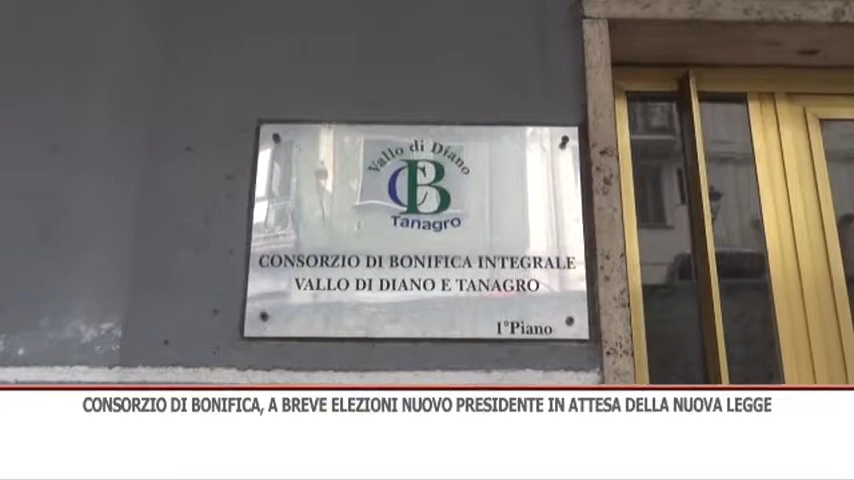 Vallo di Diano
CB
Tanagro
CONSORZIO DI BONIFICA INTEGRALE
VALLO DI DIANO E TANAGRO
1°Piano
CONSORZIO DI BONIFICA, A BREVE ELEZIONI NUOVO PRESIDENTE IN ATTESA DELLA NUOVA LEGGE